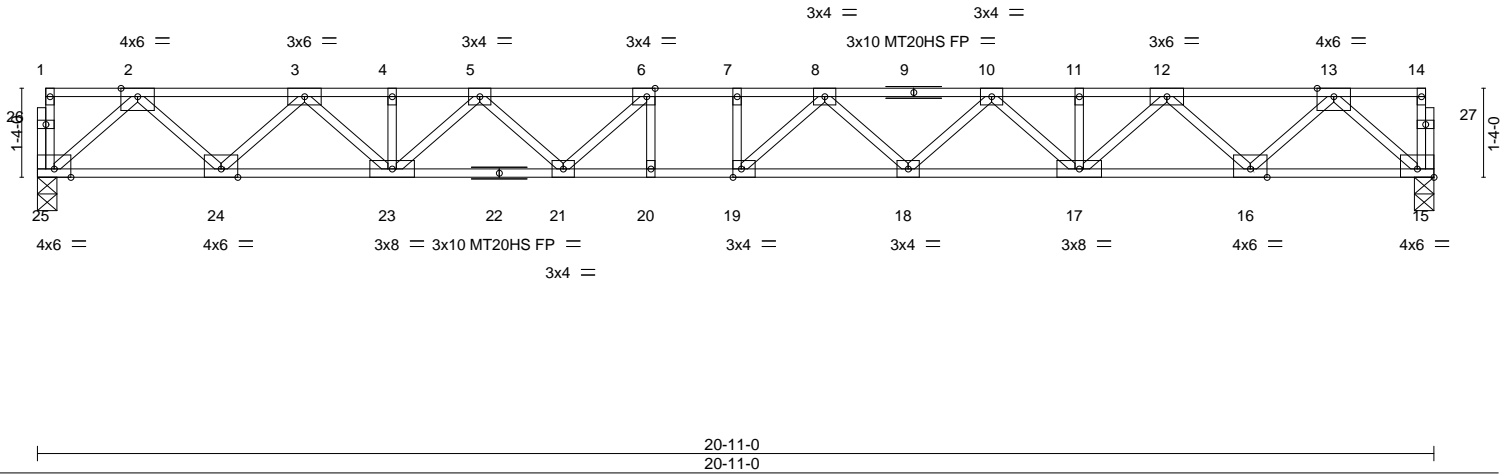 3x4 = 3x4 =
4x6 = 3x6 = 3x4 = 3x4 = 3x10 MT20HS FP = 3x6 = 4x6 =
1 2 3 4 5 6 7 8 9 10 11 12 13 14
26 27
1-4-0 1-4-0
25 24 23 22 21 20 19 18 17 16 15
4x6 = 4x6 = 3x8 = 3x10 MT20HS FP = 3x4 = 3x4 = 3x8 = 4x6 = 4x6 =
3x4 =
20-11-0
20-11-0